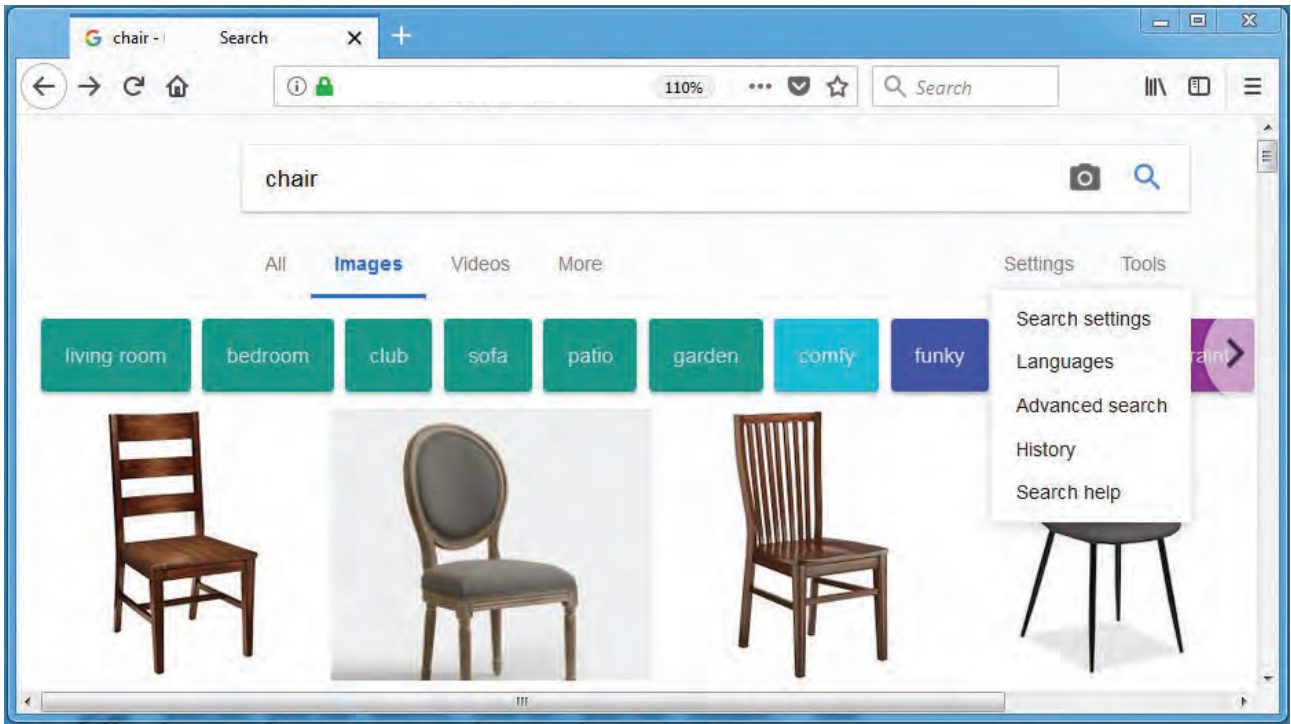 chair - Search
110%
Search
chair
All Images Videos More Settings Tools
Search settings
Languages
Advanced search
History
Search help
living room bedroom club sofa patio garden comfy funky